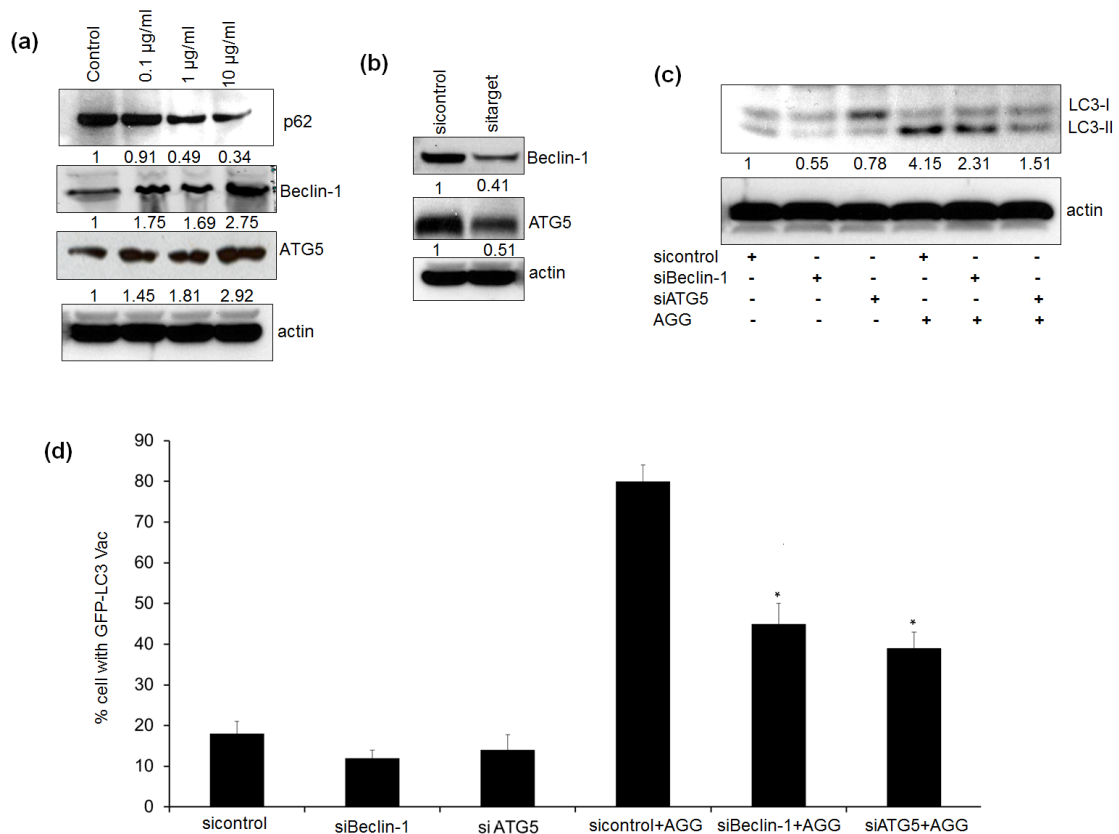 (a)
Control
0.1 µg/ml
1 µg/ml
10 µg/ml
p62
1 0.91 0.49 0.34
Beclin-1
1 1.75 1.69 2.75
ATG5
1 1.45 1.81 2.92
actin
(b)
sicontrol
sitarget
Beclin-1
1 0.41
ATG5
1 0.51
actin
(c)
LC3-I
LC3-II
1 0.55 0.78 4.15 2.31 1.51
actin
sicontrol + - - + - -
siBeclin-1 - + - - + -
siATG5 - - + - - +
AGG - - - + + +
(d)
% cell with GFP-LC3 Vac
90
80
70
60
50
40
30
20
10
0
* *
sicontrol siBeclin-1 si ATG5 sicontrol+AGG siBeclin-1+AGG siATG5+AGG